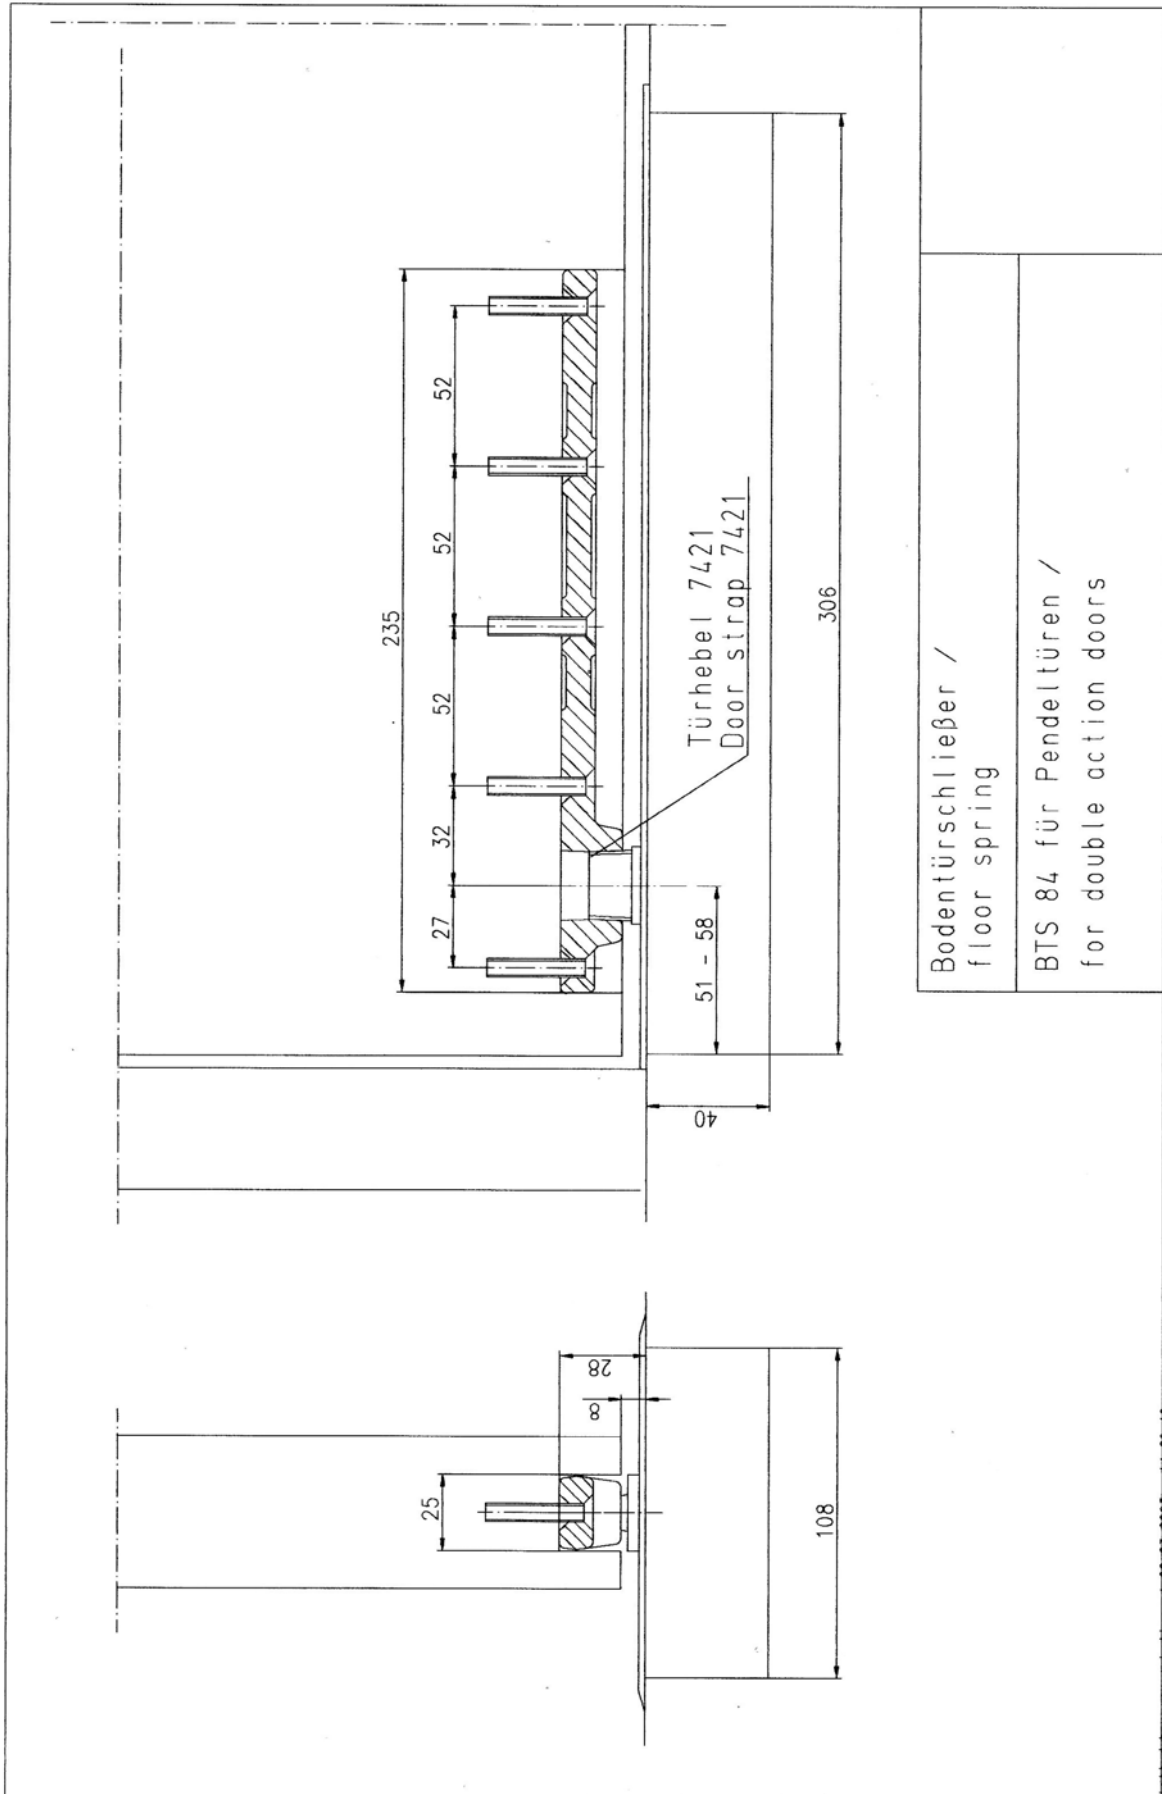 235
27
32
52
52
52
Türhebel 7421
Door strap 7421
51 - 58
306
40
25
28
8
108
Bodentürschließer /
floor spring
BTS 84 für Pendeltüren /
for double action doors